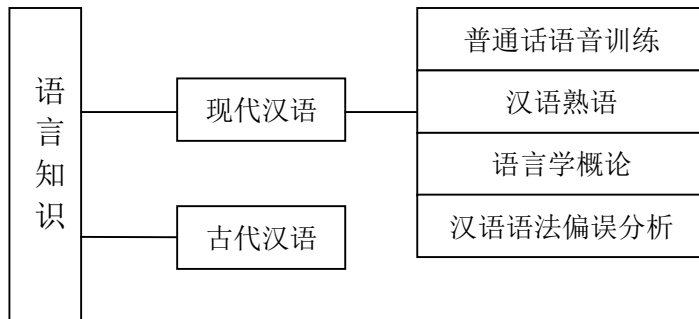 语言知识
现代汉语
古代汉语
普通话语音训练
汉语熟语
语言学概论
汉语语法偏误分析